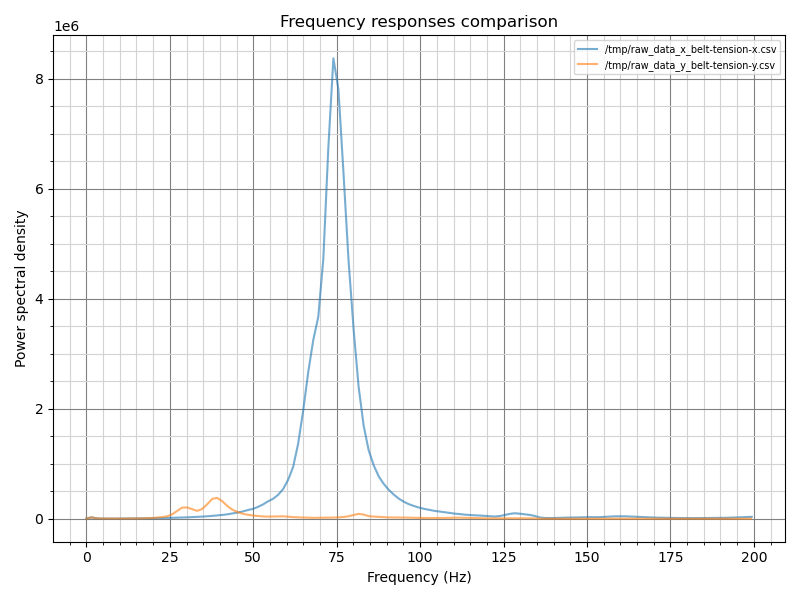 Frequency responses comparison
1e6
/tmp/raw_data_x_belt-tension-x.csv
/tmp/raw_data_y_belt-tension-y.csv
8
6
4
2
0
Power spectral density
0 25 50 75 100 125 150 175 200
Frequency (Hz)